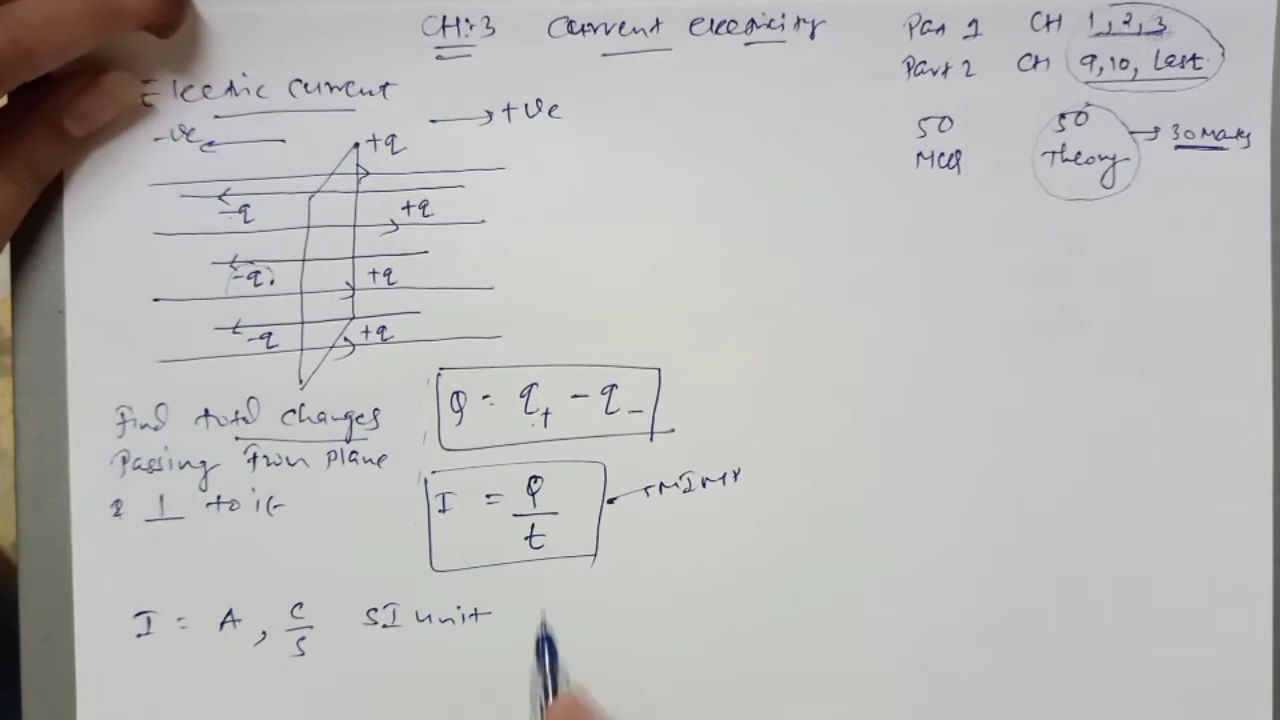 CH:3 Current electricity
Part 1 CH 1, 2, 3
Part 2 CH 9, 10, Last
50 MCQ
50 Theory → 30 Marks
Electric current
-ve ←
→ +ve
+q
-q +q
-q +q
-q +q
Find total charges
Passing From plane
& ⊥ to it
Q = q+ - q-
I = Q/t
I = A, C/s SI unit